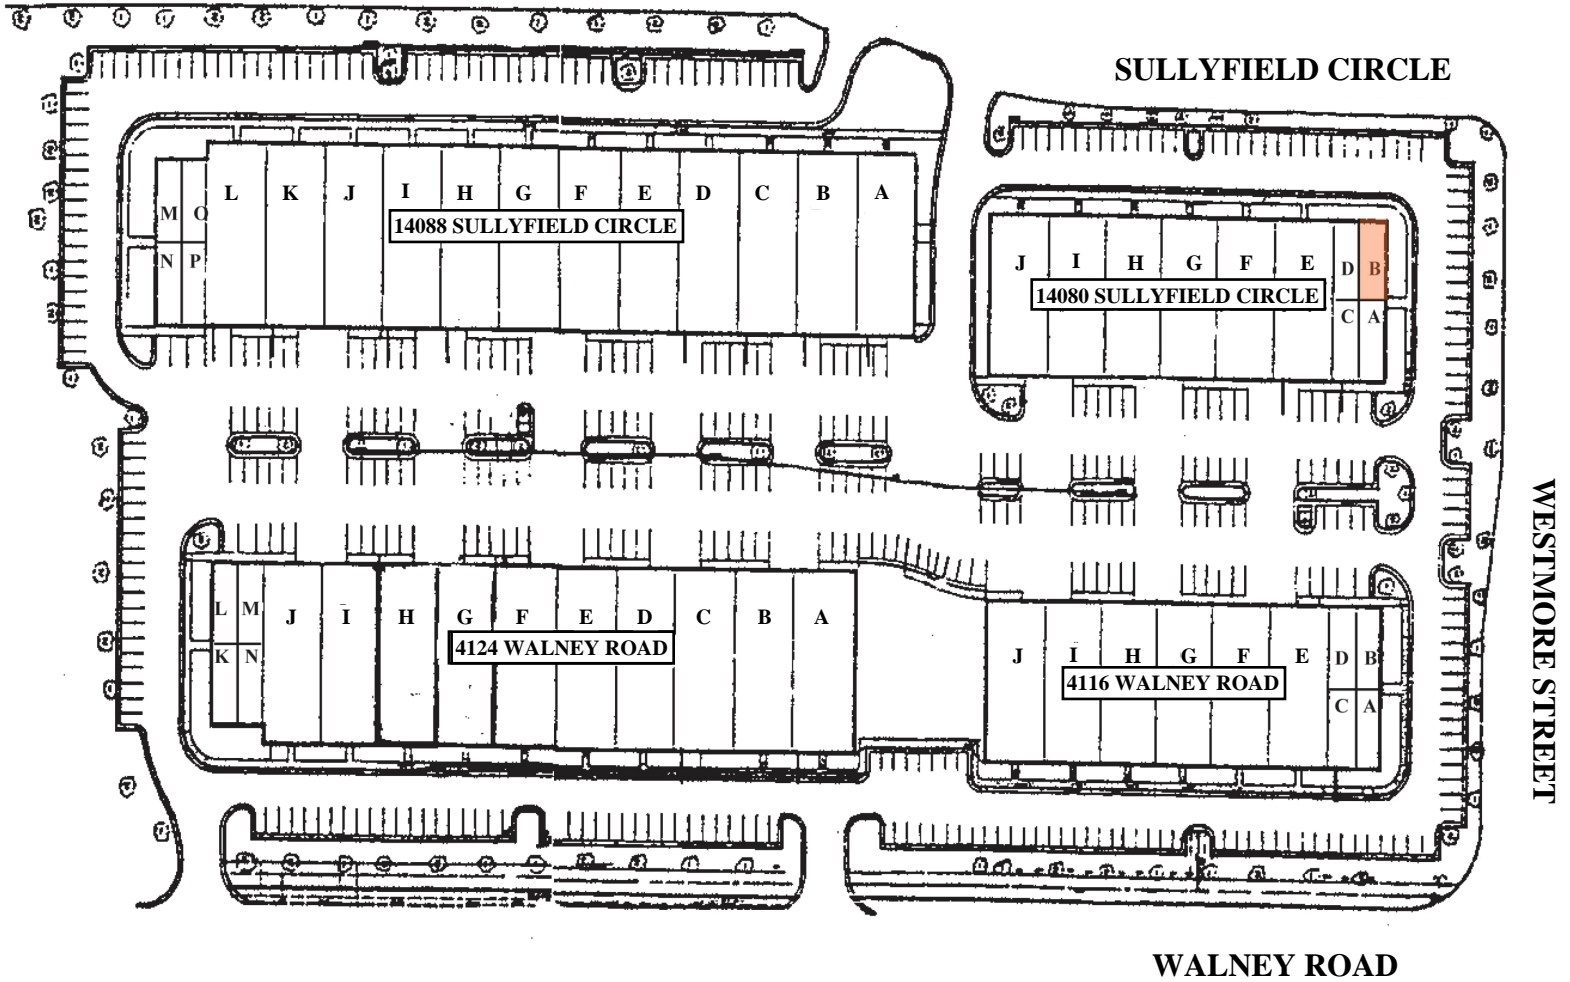 SULLYFIELD CIRCLE
L K J I H G F E D C B A
M O
14088 SULLYFIELD CIRCLE
N P
J I H G F E D B
14080 SULLYFIELD CIRCLE
C A
WESTMORE STREET
L M J I H G F E D C B A
4124 WALNEY ROAD
K N
J I H G F E D B
4116 WALNEY ROAD
C A
WALNEY ROAD